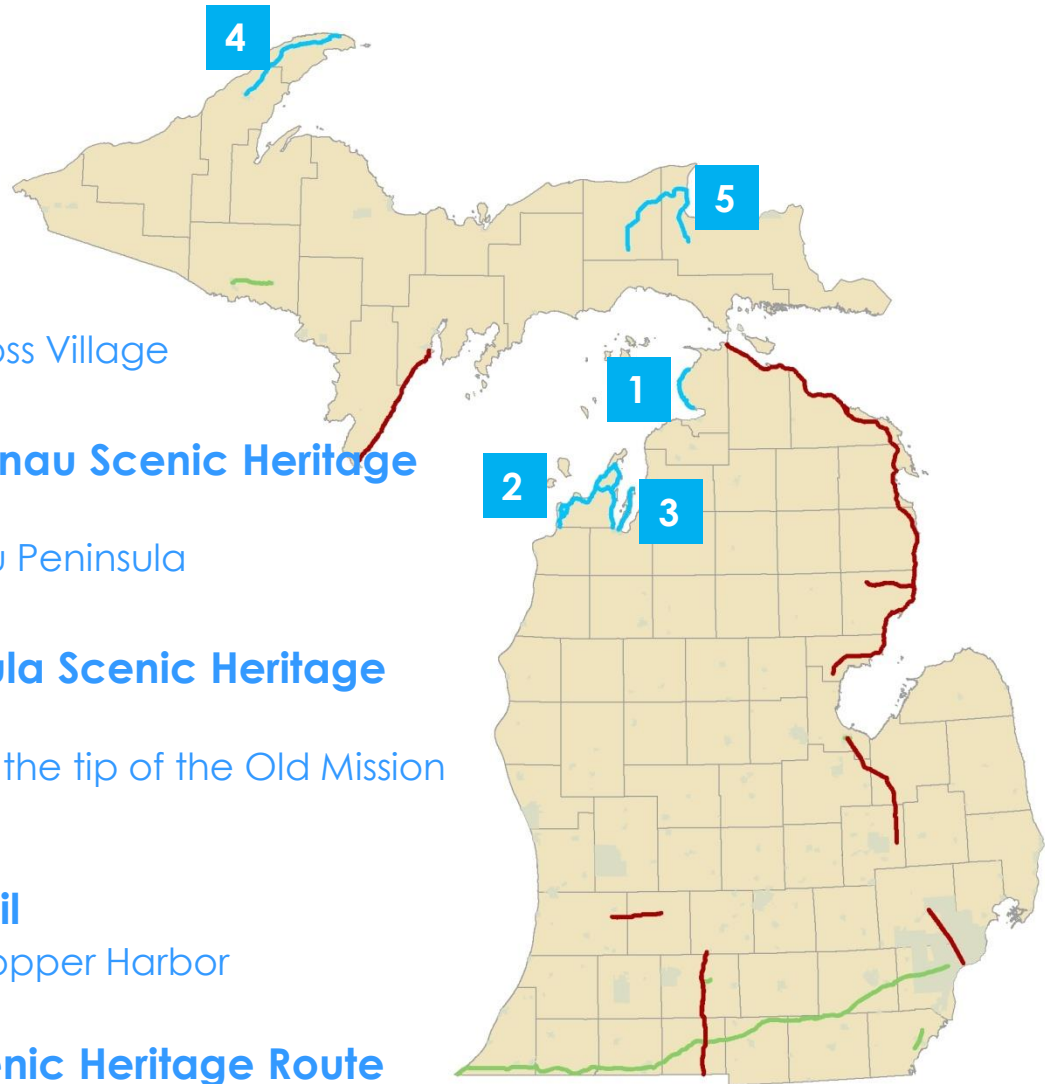 4
5
oss Village
1
nau Scenic Heritage
2
3
u Peninsula
ula Scenic Heritage
the tip of the Old Mission
il
opper Harbor
enic Heritage Route